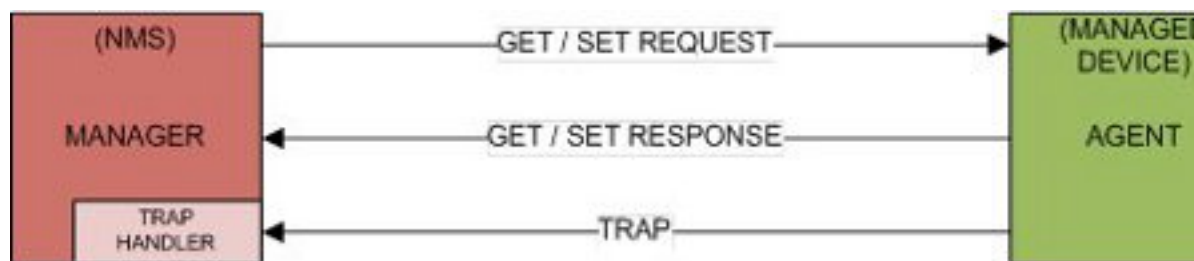 (NMS)
MANAGER
TRAP
HANDLER
GET / SET REQUEST
GET / SET RESPONSE
TRAP
(MANAGED
DEVICE)
AGENT